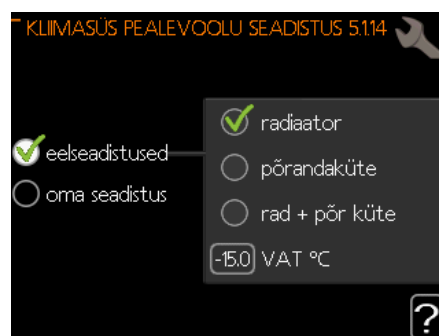 KLIIMASÜS PEALEVOOLU SEADISTUS 5.1.14
eelseadistused
oma seadistus
radiaator
põrandaküte
rad + põr küte
-15.0 VAT °C
?